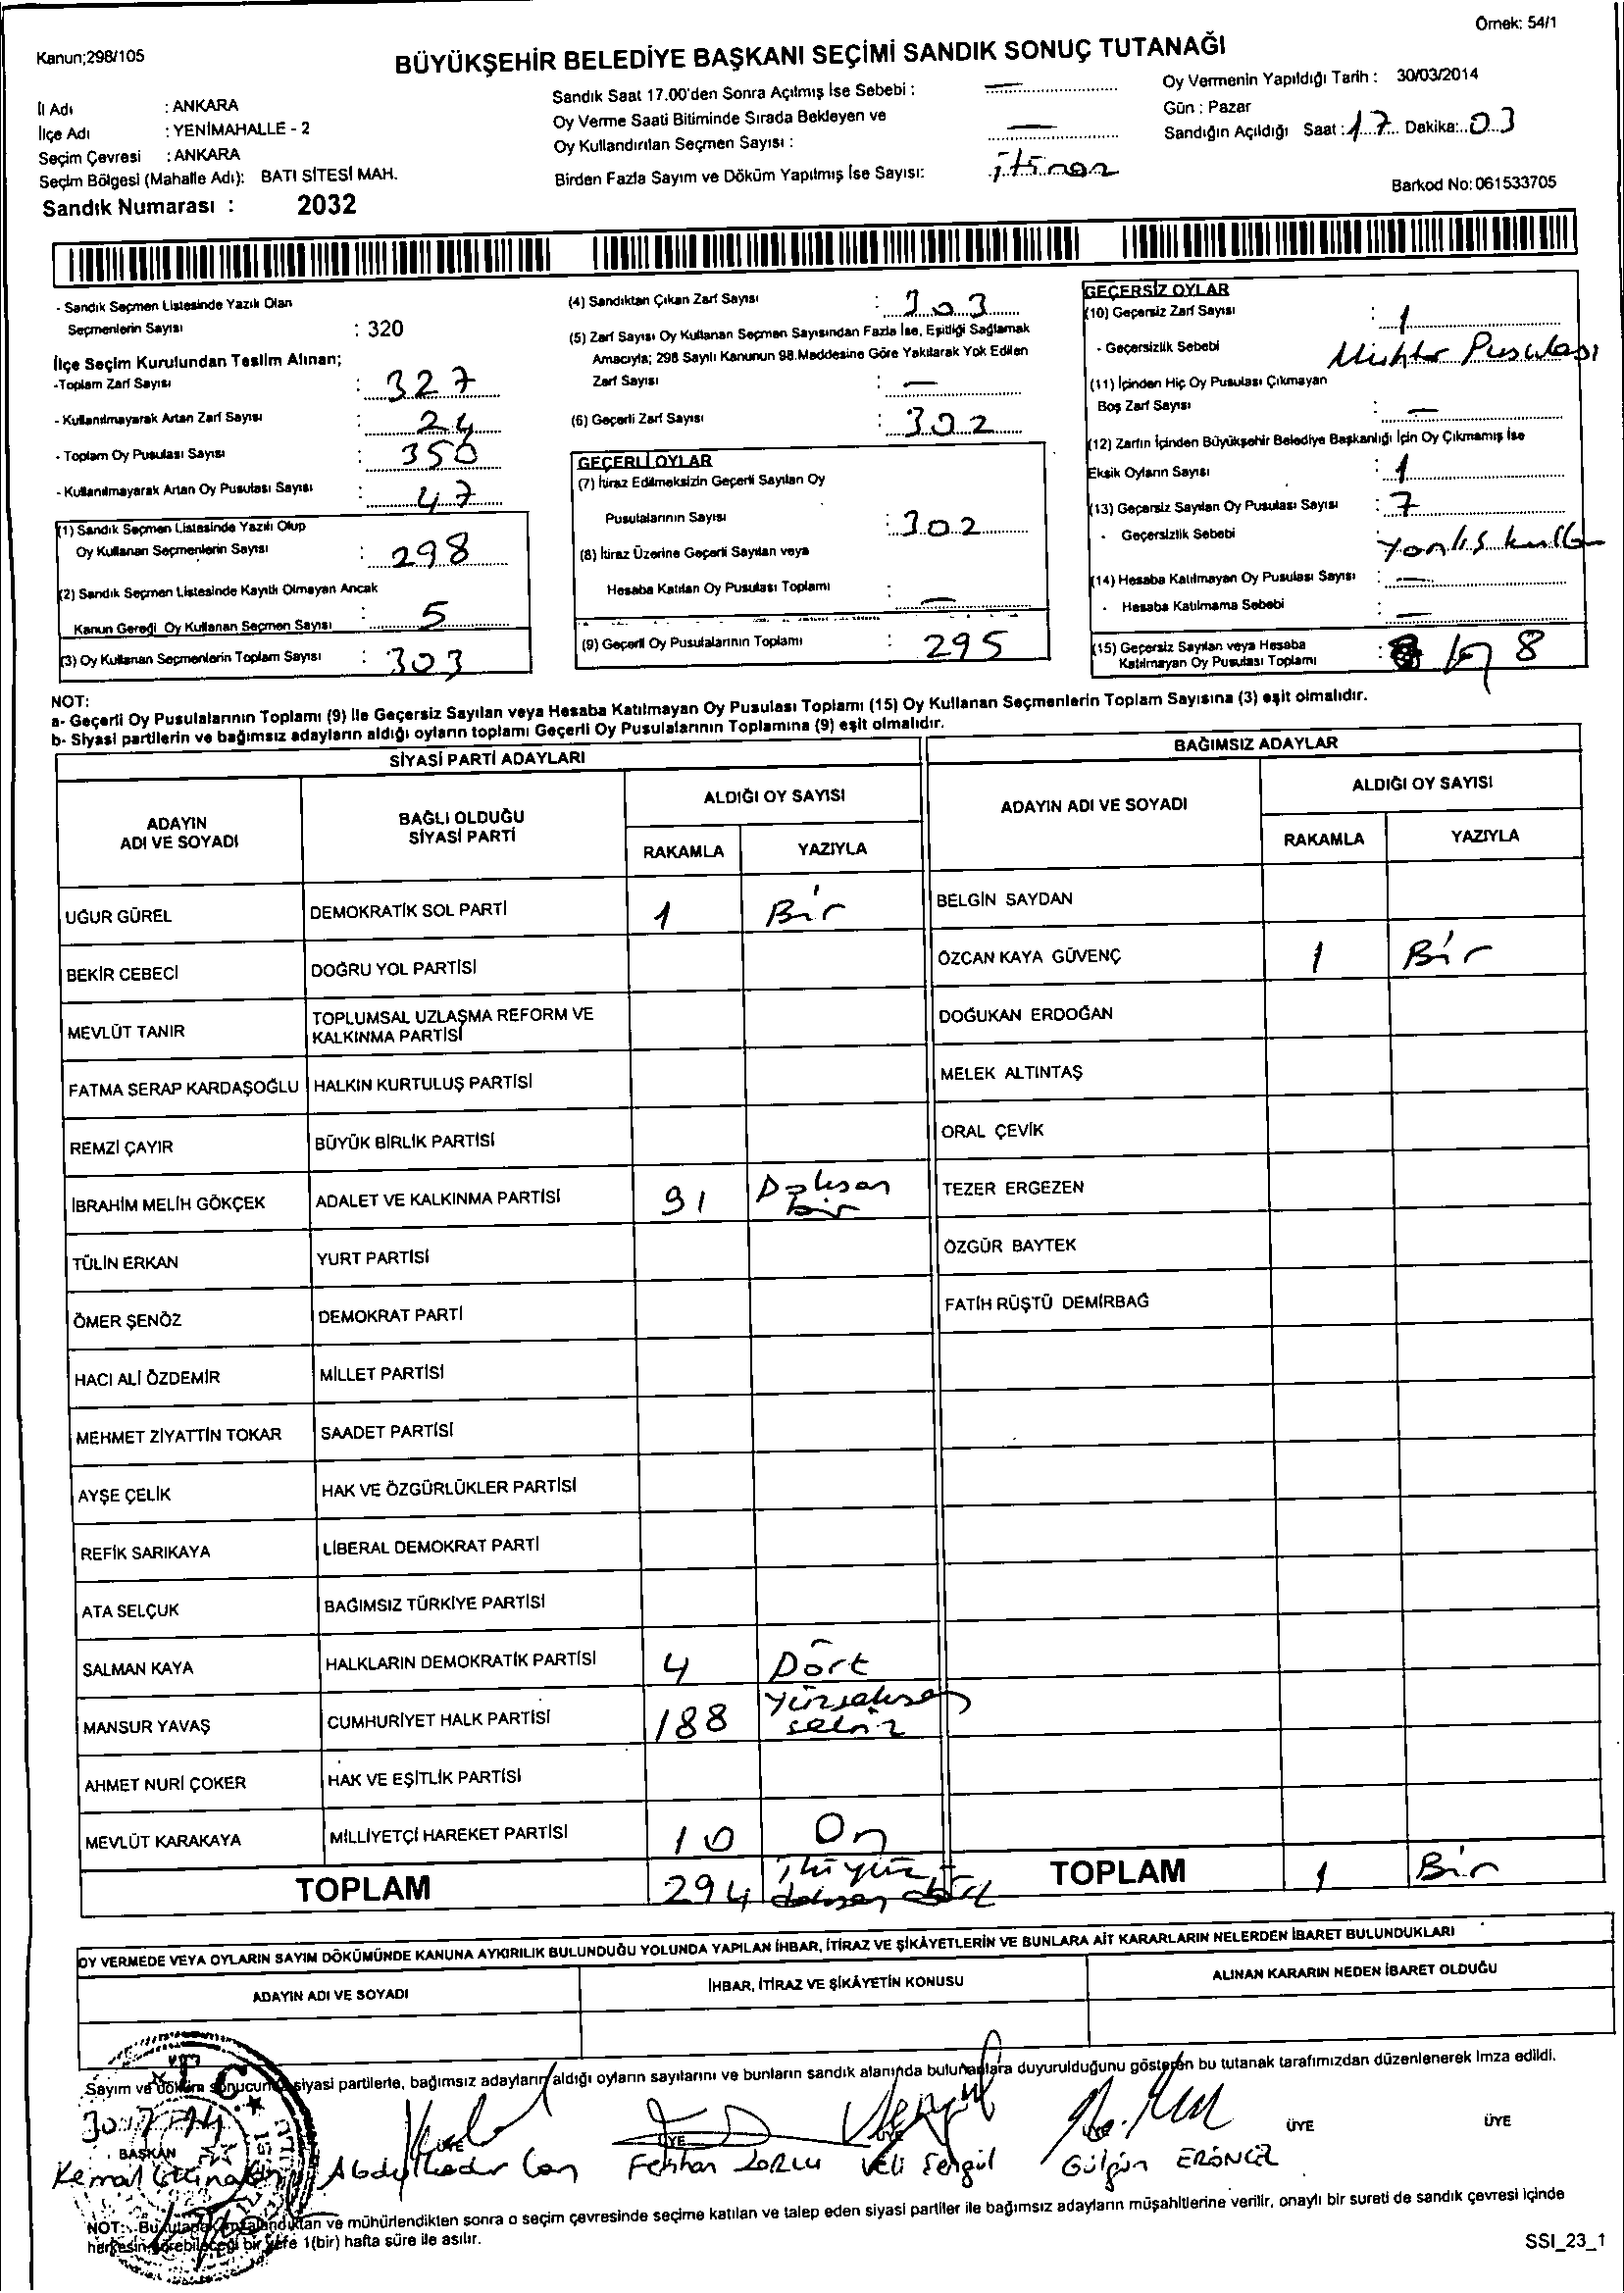 Örnek: 54/1
Kanun;298/105
BÜYÜKŞEHİR BELEDİYE BAŞKANI SEÇİMİ SANDIK SONUÇ TUTANAĞI
İl Adı : ANKARA
İlçe Adı : YENİMAHALLE - 2
Seçim Çevresi : ANKARA
Seçim Bölgesi (Mahalle Adı): BATI SİTESİ MAH.
Sandık Numarası : 2032
Sandık Saat 17.00'den Sonra Açılmış İse Sebebi : —
Oy Verme Saati Bitiminde Sırada Bekleyen ve
Oy Kullandırılan Seçmen Sayısı : —
Birden Fazla Sayım ve Döküm Yapılmış İse Sayısı:
Oy Vermenin Yapıldığı Tarih : 30/03/2014
Gün : Pazar
Sandığın Açıldığı Saat : 17 Dakika: 03
Barkod No: 061533705
- Sandık Seçmen Listesinde Yazılı Olan
Seçmenlerin Sayısı : 320
İlçe Seçim Kurulundan Teslim Alınan;
-Toplam Zarf Sayısı : 327
- Kullanılmayarak Artan Zarf Sayısı : 24
- Toplam Oy Pusulası Sayısı : 350
- Kullanılmayarak Artan Oy Pusulası Sayısı : 47
(1) Sandık Seçmen Listesinde Yazılı Olup
Oy Kullanan Seçmenlerin Sayısı : 298
(2) Sandık Seçmen Listesinde Kayıtlı Olmayan Ancak
Kanun Gereği Oy Kullanan Seçmen Sayısı : 5
(3) Oy Kullanan Seçmenlerin Toplam Sayısı : 303
(4) Sandıktan Çıkan Zarf Sayısı : 303
(5) Zarf Sayısı Oy Kullanan Seçmen Sayısından Fazla İse, Eşitliği Sağlamak
Amacıyla; 298 Sayılı Kanunun 98.Maddesine Göre Yakılarak Yok Edilen
Zarf Sayısı : —
(6) Geçerli Zarf Sayısı : 302
GEÇERLİ OYLAR
(7) İtiraz Edilmeksizin Geçerli Sayılan Oy
Pusulalarının Sayısı : 302
(8) İtiraz Üzerine Geçerli Sayılan veya
Hesaba Katılan Oy Pusulası Toplamı : —
(9) Geçerli Oy Pusulalarının Toplamı : 295
GEÇERSİZ OYLAR
(10) Geçersiz Zarf Sayısı : 1
- Geçersizlik Sebebi Muhtar Pusulası
(11) İçinden Hiç Oy Pusulası Çıkmayan
Boş Zarf Sayısı : —
(12) Zarfın İçinden Büyükşehir Belediye Başkanlığı İçin Oy Çıkmamış İse
Eksik Oyların Sayısı : 1
(13) Geçersiz Sayılan Oy Pusulası Sayısı : 7
- Geçersizlik Sebebi
(14) Hesaba Katılmayan Oy Pusulası Sayısı : —
- Hesaba Katılmama Sebebi : —
(15) Geçersiz Sayılan veya Hesaba
Katılmayan Oy Pusulası Toplamı : 8
NOT:
a- Geçerli Oy Pusulalarının Toplamı (9) İle Geçersiz Sayılan veya Hesaba Katılmayan Oy Pusulası Toplamı (15) Oy Kullanan Seçmenlerin Toplam Sayısına (3) eşit olmalıdır.
b- Siyasi partilerin ve bağımsız adayların aldığı oyların toplamı Geçerli Oy Pusulalarının Toplamına (9) eşit olmalıdır.
SİYASİ PARTİ ADAYLARI
ADAYIN ADI VE SOYADI
BAĞLI OLDUĞU SİYASİ PARTİ
ALDIĞI OY SAYISI
RAKAMLA YAZIYLA
BAĞIMSIZ ADAYLAR
ADAYIN ADI VE SOYADI
ALDIĞI OY SAYISI
RAKAMLA YAZIYLA
UĞUR GÜREL DEMOKRATİK SOL PARTİ 1 Bir BELGİN SAYDAN
BEKİR CEBECİ DOĞRU YOL PARTİSİ ÖZCAN KAYA GÜVENÇ 1 Bir
MEVLÜT TANIR TOPLUMSAL UZLAŞMA REFORM VE KALKINMA PARTİSİ DOĞUKAN ERDOĞAN
FATMA SERAP KARDAŞOĞLU HALKIN KURTULUŞ PARTİSİ MELEK ALTINTAŞ
REMZİ ÇAYIR BÜYÜK BİRLİK PARTİSİ ORAL ÇEVİK
İBRAHİM MELİH GÖKÇEK ADALET VE KALKINMA PARTİSİ 91 Doksan bir TEZER ERGEZEN
TÜLİN ERKAN YURT PARTİSİ ÖZGÜR BAYTEK
ÖMER ŞENÖZ DEMOKRAT PARTİ FATİH RÜŞTÜ DEMİRBAĞ
HACI ALİ ÖZDEMİR MİLLET PARTİSİ
MEHMET ZİYATTİN TOKAR SAADET PARTİSİ
AYŞE ÇELİK HAK VE ÖZGÜRLÜKLER PARTİSİ
REFİK SARIKAYA LİBERAL DEMOKRAT PARTİ
ATA SELÇUK BAĞIMSIZ TÜRKİYE PARTİSİ
SALMAN KAYA HALKLARIN DEMOKRATİK PARTİSİ 4 Dört
MANSUR YAVAŞ CUMHURİYET HALK PARTİSİ 188 Yüzseksen sekiz
AHMET NURİ ÇOKER HAK VE EŞİTLİK PARTİSİ
MEVLÜT KARAKAYA MİLLİYETÇİ HAREKET PARTİSİ 10 On
TOPLAM 294 ikiyüz doksan dört TOPLAM 1 Bir
OY VERMEDE VEYA OYLARIN SAYIM DÖKÜMÜNDE KANUNA AYKIRILIK BULUNDUĞU YOLUNDA YAPILAN İHBAR, İTİRAZ VE ŞİKÂYETLERİN VE BUNLARA AİT KARARLARIN NELERDEN İBARET BULUNDUKLARI
ADAYIN ADI VE SOYADI İHBAR, İTİRAZ VE ŞİKÂYETİN KONUSU ALINAN KARARIN NEDEN İBARET OLDUĞU
Sayım ve döküm sonucunda siyasi partilerle, bağımsız adayların aldığı oyların sayılarını ve bunların sandık alanında bulunanlara duyurulduğunu gösteren bu tutanak tarafımızdan düzenlenerek imza edildi.
BAŞKAN ÜYE ÜYE ÜYE ÜYE
Kemal Abdulkadir Can Fethan ZORLU Veli Şengül Gülgün
NOT: Bu tutanak imzalandıktan ve mühürlendikten sonra o seçim çevresinde seçime katılan ve talep eden siyasi partiler ile bağımsız adayların müşahitlerine verilir, onaylı bir sureti de sandık çevresi içinde
herkesin görebileceği bir yere 1(bir) hafta süre ile asılır.
SSI_23_1